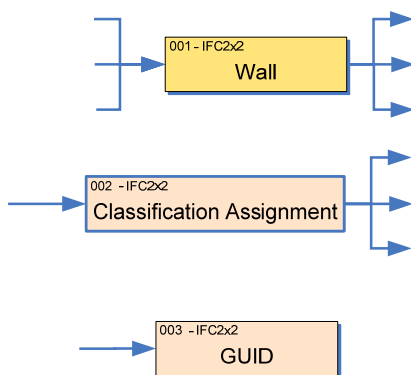 001 - IFC2x2
Wall
002 - IFC2x2
Classification Assignment
003 - IFC2x2
GUID